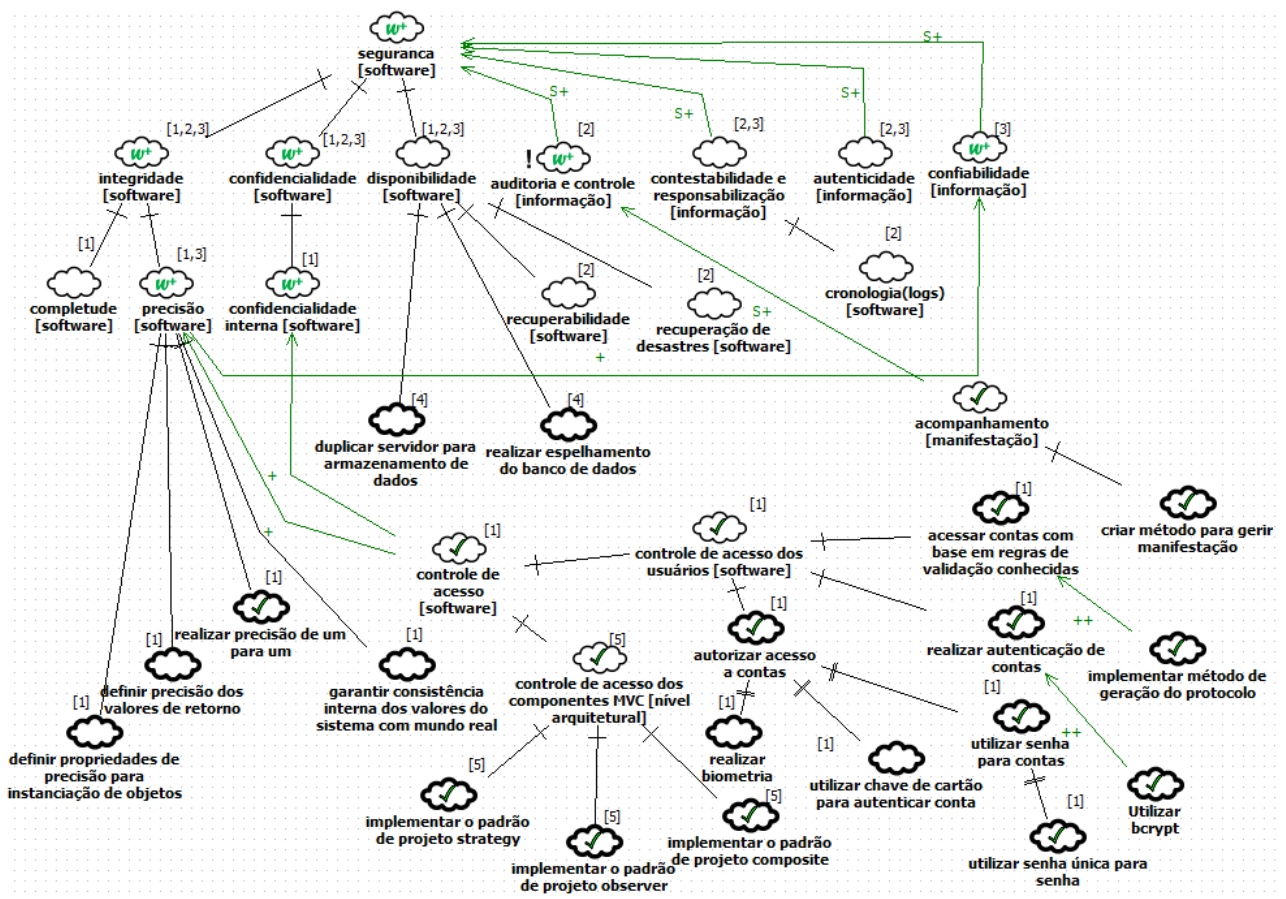 W+
seguranca
[software]
S+
S+
S+
S+
[1,2,3]
W+
integridade
[software]
[1,2,3]
W+
confidencialidade
[software]
[1,2,3]
disponibilidade
[software]
[2]
!
W+
auditoria e controle
[informação]
[2,3]
contestabilidade e
responsabilização
[informação]
[2,3]
autenticidade
[informação]
[3]
W+
confiabilidade
[informação]
[1]
completude
[software]
[1,3]
W+
precisão
[software]
[1]
W+
confidencialidade
interna [software]
[2]
recuperabilidade
[software]
[2]
recuperação de
desastres [software]
[2]
cronologia(logs)
[software]
S+
+
[4]
duplicar servidor para
armazenamento de
dados
[4]
realizar espelhamento
do banco de dados
acompanhamento
[manifestação]
+
+
[1]
controle de
acesso
[software]
[1]
controle de acesso dos
usuários [software]
[1]
acessar contas com
base em regras de
validação conhecidas
criar método para gerir
manifestação
[1]
realizar precisão de um
para um
[1]
definir precisão dos
valores de retorno
[1]
garantir consistência
interna dos valores do
sistema com mundo real
[1]
definir propriedades de
precisão para
instanciação de objetos
[5]
controle de acesso dos
componentes MVC [nível
arquitetural]
[1]
autorizar acesso
a contas
[1]
realizar autenticação de
contas
++
implementar método de
geração do protocolo
[1]
realizar
biometria
[1]
utilizar chave de cartão
para autenticar conta
[1]
utilizar senha
para contas
++
Utilizar
bcrypt
[5]
implementar o padrão
de projeto strategy
[5]
implementar o padrão
de projeto observer
[5]
implementar o padrão
de projeto composite
[1]
utilizar senha única para
senha